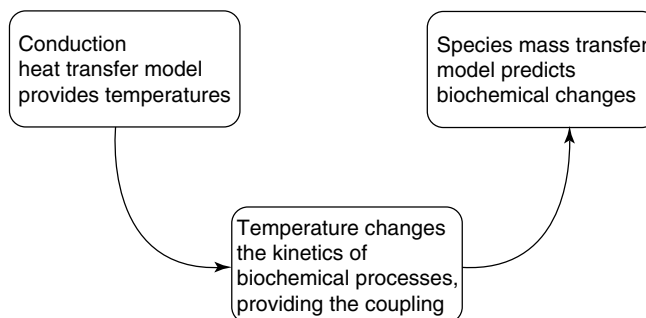 Conduction
heat transfer model
provides temperatures
Species mass transfer
model predicts
biochemical changes
Temperature changes
the kinetics of
biochemical processes,
providing the coupling